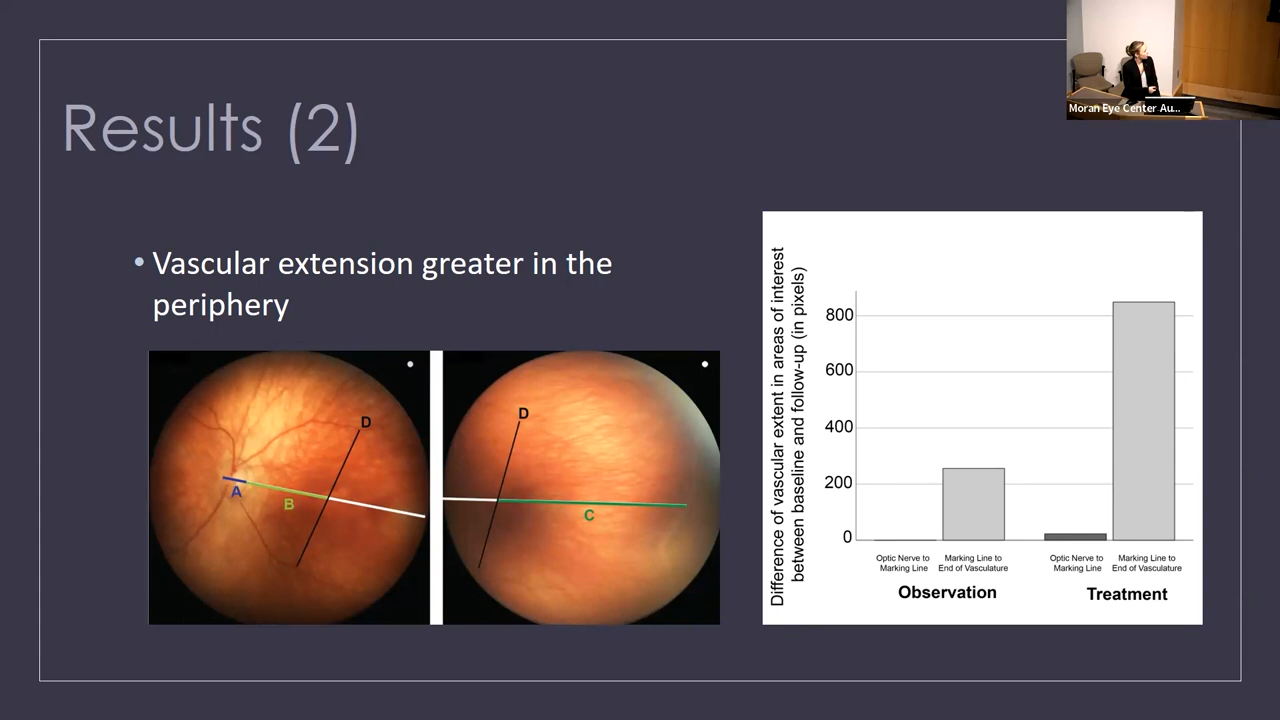 Moran Eye Center Au...
Results (2)
• Vascular extension greater in the
periphery
D
A
B
D
C
Difference of vascular extent in areas of interest
between baseline and follow-up (in pixels)
800
600
400
200
0
Optic Nerve to
Marking Line
Marking Line to
End of Vasculature
Optic Nerve to
Marking Line
Marking Line to
End of Vasculature
Observation
Treatment